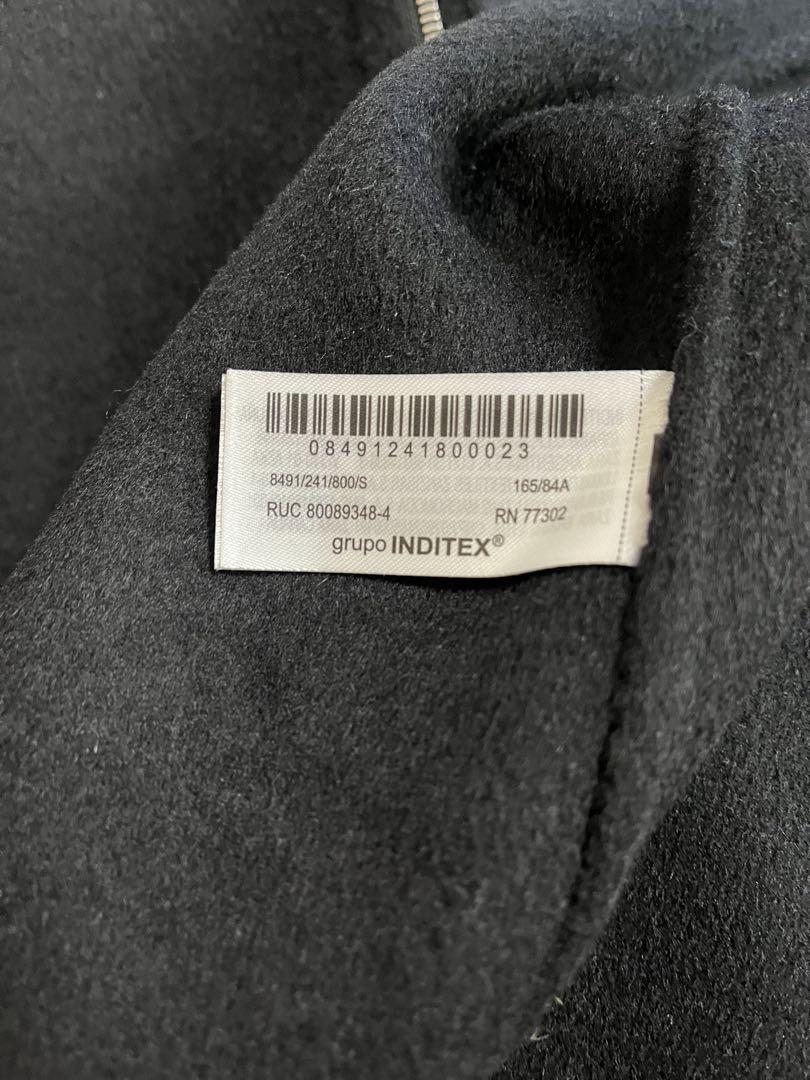 08491241800023
8491/241/800/S 165/84A
RUC 80089348-4 RN 77302
grupo INDITEX®